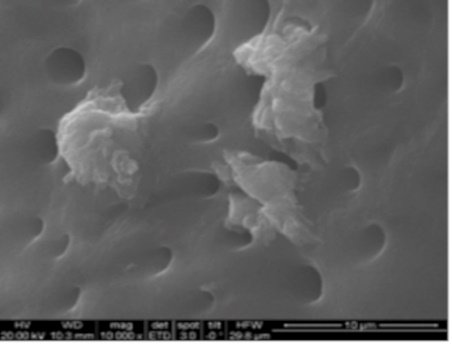 HV WD mag det spot tilt HFW 10 µm
20.00 kV 10.3 mm 10 000 x ETD 3.0 -0 ° 29.8 µm